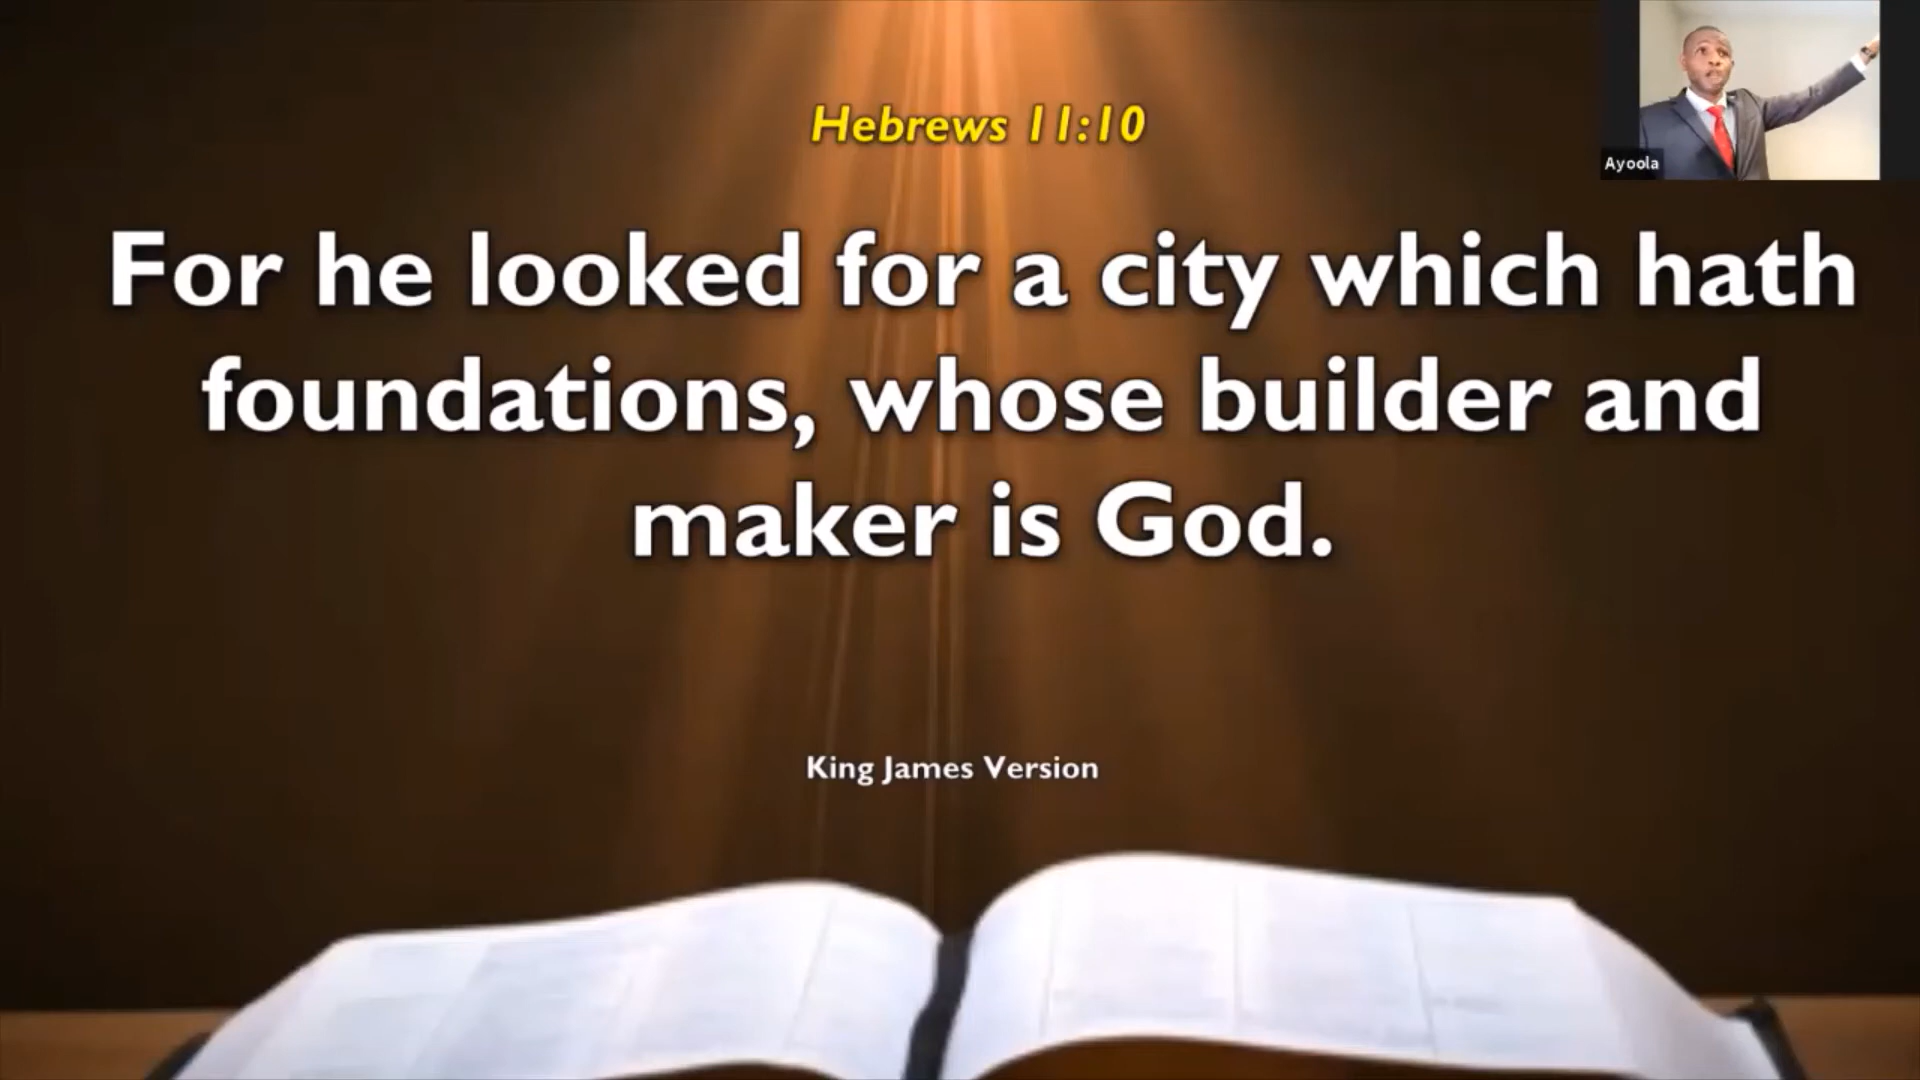 Hebrews 11:10
Ayoola
For he looked for a city which hath
foundations, whose builder and
maker is God.
King James Version